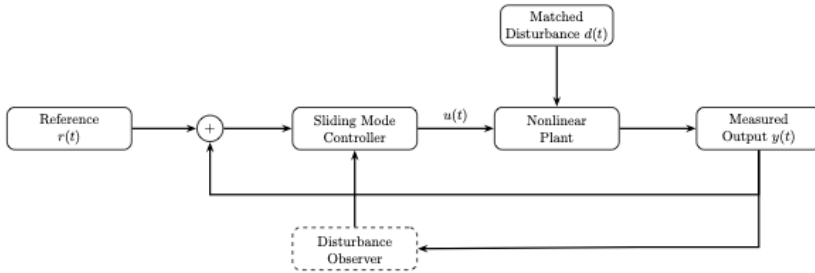 Matched
Disturbance d(t)
Reference
r(t)
+
Sliding Mode
Controller
u(t)
Nonlinear
Plant
Measured
Output y(t)
Disturbance
Observer